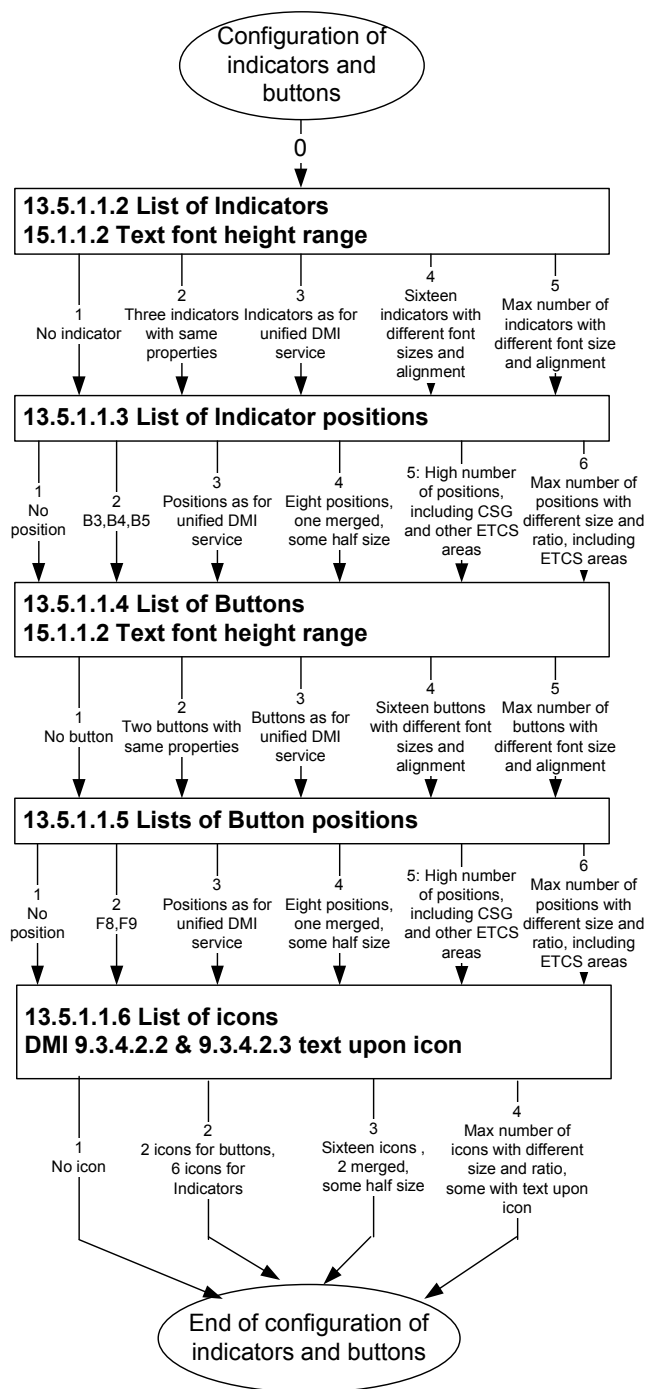 Configuration of
indicators and
buttons
0
13.5.1.1.2 List of Indicators
15.1.1.2 Text font height range
1
No indicator
2
Three indicators
with same
properties
3
Indicators as for
unified DMI
service
4
Sixteen
indicators with
different font
sizes and
alignment
5
Max number of
indicators with
different font size
and alignment
13.5.1.1.3 List of Indicator positions
1
No
position
2
B3,B4,B5
3
Positions as for
unified DMI
service
4
Eight positions,
one merged,
some half size
5: High number
of positions,
including CSG
and other ETCS
areas
6
Max number of
positions with
different size and
ratio, including
ETCS areas
13.5.1.1.4 List of Buttons
15.1.1.2 Text font height range
1
No button
2
Two buttons with
same properties
3
Buttons as for
unified DMI
service
4
Sixteen buttons
with different font
sizes and
alignment
5
Max number of
buttons with
different font size
and alignment
13.5.1.1.5 Lists of Button positions
1
No
position
2
F8,F9
3
Positions as for
unified DMI
service
4
Eight positions,
one merged,
some half size
5: High number
of positions,
including CSG
and other ETCS
areas
6
Max number of
positions with
different size and
ratio, including
ETCS areas
13.5.1.1.6 List of icons
DMI 9.3.4.2.2 & 9.3.4.2.3 text upon icon
1
No icon
2
2 icons for buttons,
6 icons for
Indicators
3
Sixteen icons ,
2 merged,
some half size
4
Max number of
icons with different
size and ratio,
some with text upon
icon
End of configuration of
indicators and buttons